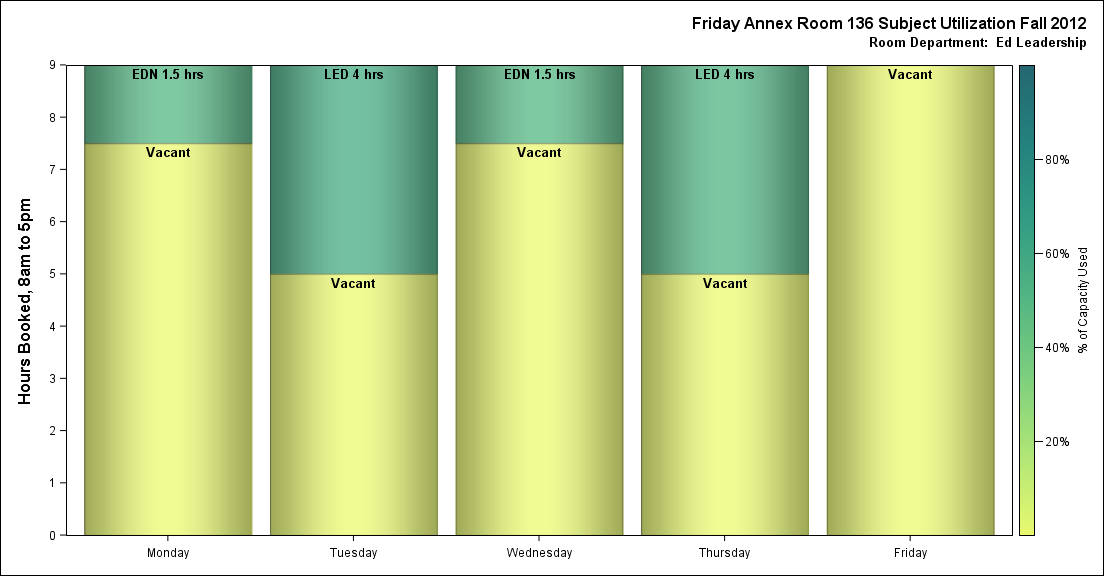 Friday Annex Room 136 Subject Utilization Fall 2012
Room Department:  Ed Leadership
Hours Booked, 8am to 5pm
9
8
7
6
5
4
3
2
1
0
EDN 1.5 hrs
LED 4 hrs
EDN 1.5 hrs
LED 4 hrs
Vacant
Vacant
Vacant
Vacant
Vacant
Monday
Tuesday
Wednesday
Thursday
Friday
80%
60%
40%
20%
% of Capacity Used